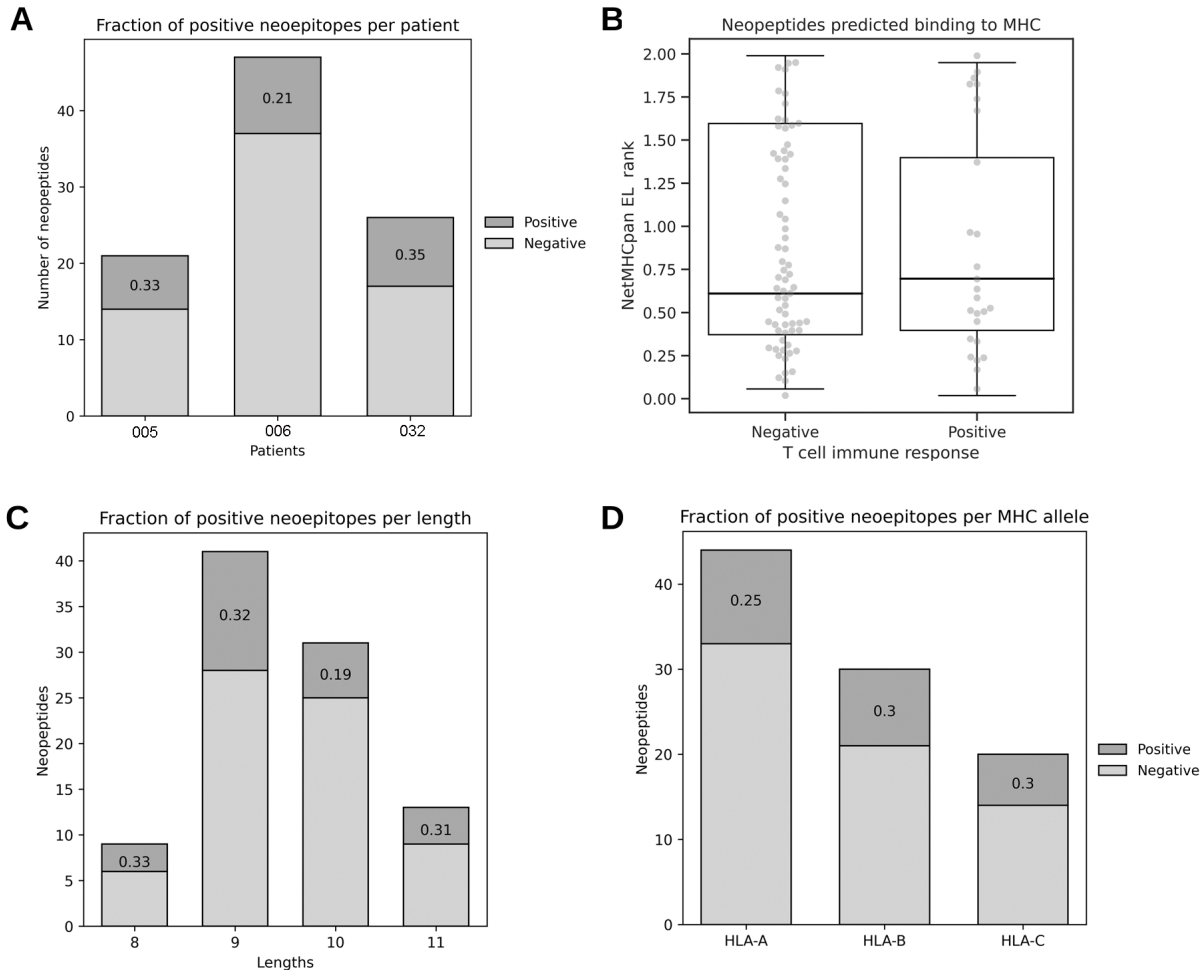 A
Fraction of positive neoepitopes per patient
Number of neopeptides
40
30
20
10
0
0.33
0.21
0.35
005
006
032
Patients
Positive
Negative
B
Neopeptides predicted binding to MHC
NetMHCpan EL rank
2.00
1.75
1.50
1.25
1.00
0.75
0.50
0.25
0.00
Negative
Positive
T cell immune response
C
Fraction of positive neoepitopes per length
Neopeptides
40
35
30
25
20
15
10
5
0
0.33
0.32
0.19
0.31
8
9
10
11
Lengths
D
Fraction of positive neoepitopes per MHC allele
Neopeptides
40
30
20
10
0
0.25
0.3
0.3
HLA-A
HLA-B
HLA-C
Positive
Negative